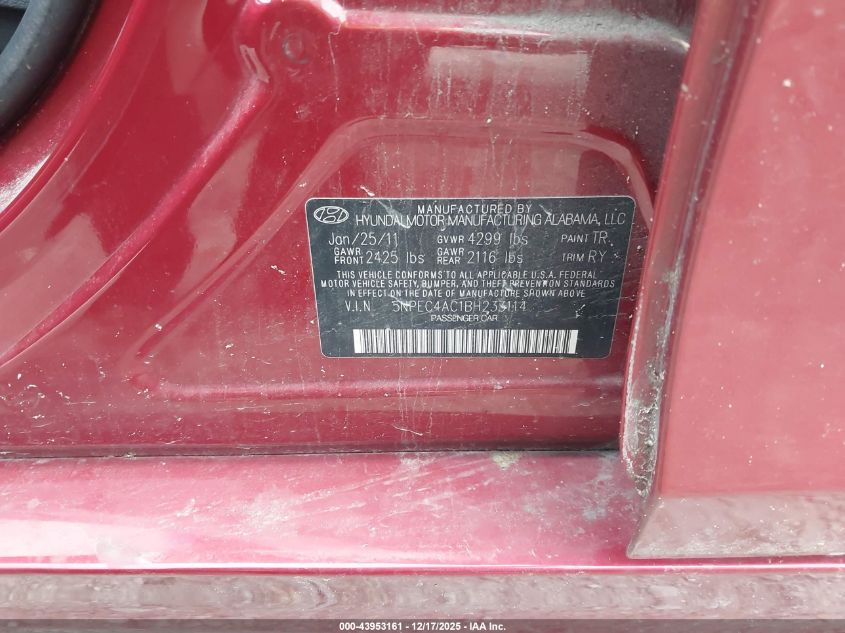 MANUFACTURED BY
HYUNDAI MOTOR MANUFACTURING ALABAMA, LLC
Jan/25/11 GVWR 4299 lbs PAINT TR
GAWR FRONT 2425 lbs GAWR REAR 2116 lbs TRIM RY
THIS VEHICLE CONFORMS TO ALL APPLICABLE U.S.A. FEDERAL
MOTOR VEHICLE SAFETY, BUMPER, AND THEFT PREVENTION STANDARDS
IN EFFECT ON THE DATE OF MANUFACTURE SHOWN ABOVE
V.I.N 5NPEC4AC1BH233114
PASSENGER CAR
000-43953161 - 12/17/2025 - IAA Inc.